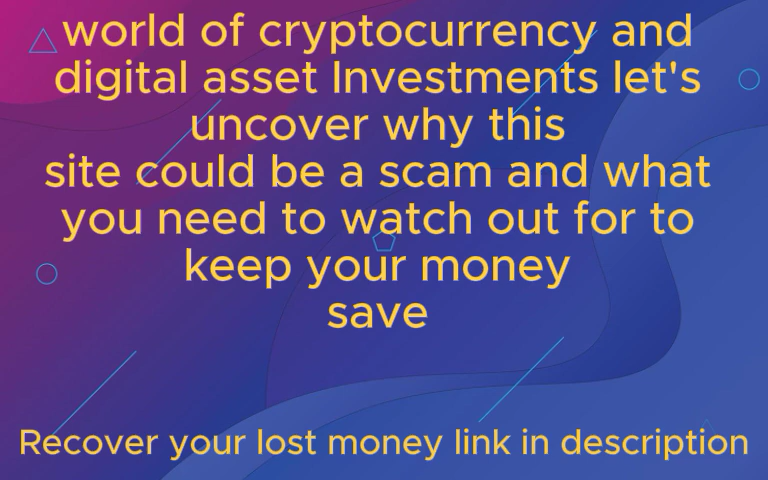 world of cryptocurrency and
digital asset Investments let's
uncover why this
site could be a scam and what
you need to watch out for to
keep your money
save
Recover your lost money link in description